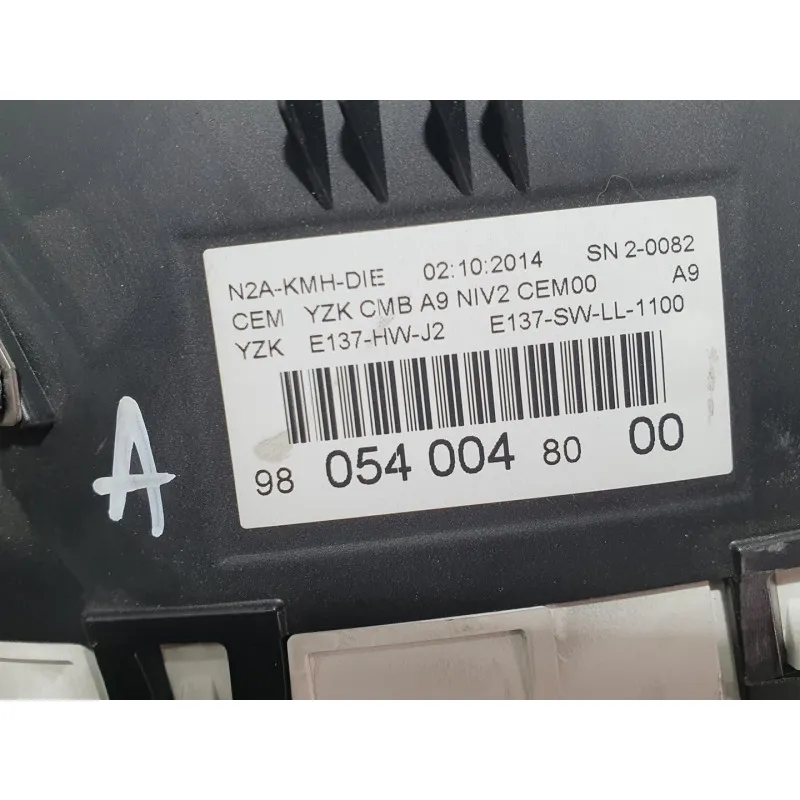 N2A-KMH-DIE 02:10:2014 SN 2-0082
CEM YZK CMB A9 NIV2 CEM00 A9
YZK E137-HW-J2 E137-SW-LL-1100
98 054 004 80 00
A